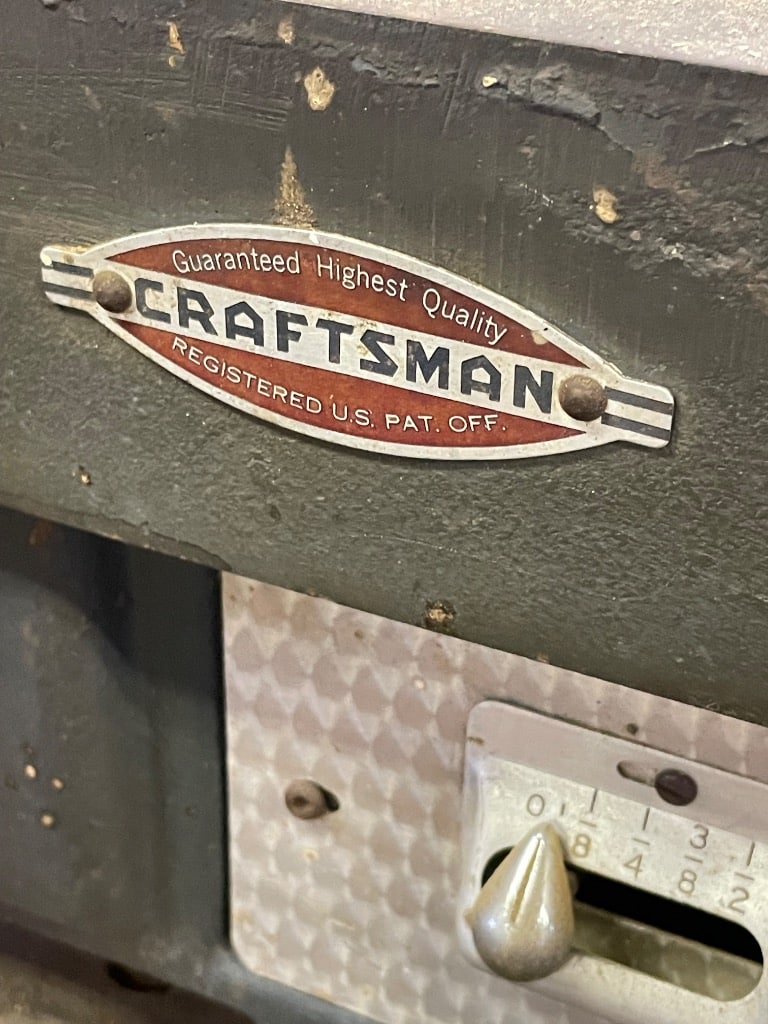 Guaranteed Highest Quality
CRAFTSMAN
REGISTERED U.S. PAT. OFF.
0 1/8 1/4 3/8 1/2